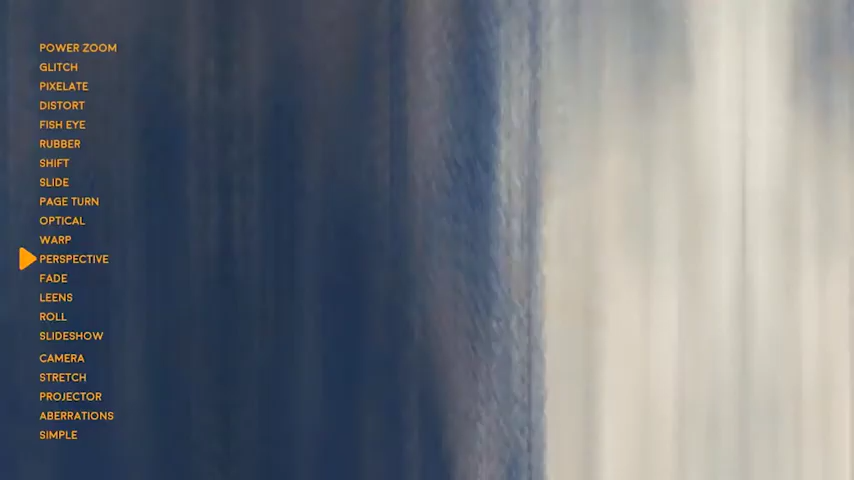 POWER ZOOM
GLITCH
PIXELATE
DISTORT
FISH EYE
RUBBER
SHIFT
SLIDE
PAGE TURN
OPTICAL
WARP
PERSPECTIVE
FADE
LEENS
ROLL
SLIDESHOW
CAMERA
STRETCH
PROJECTOR
ABERRATIONS
SIMPLE